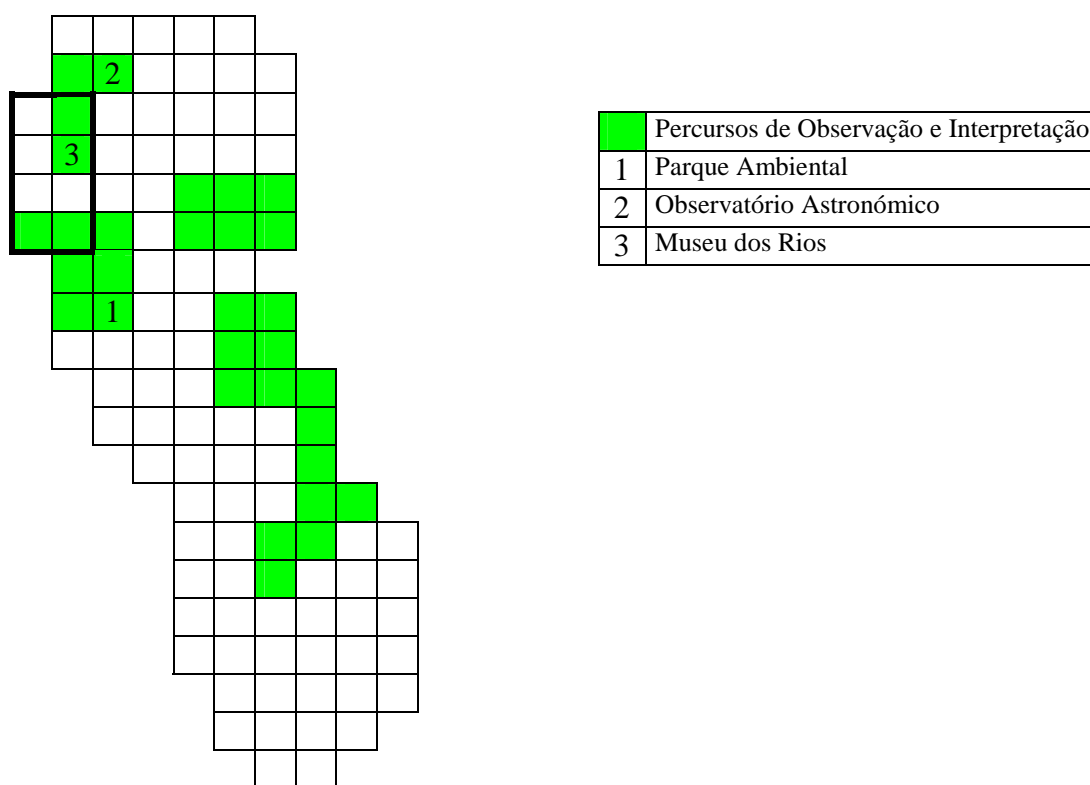 2
3
1
Percursos de Observação e Interpretação
1 Parque Ambiental
2 Observatório Astronómico
3 Museu dos Rios